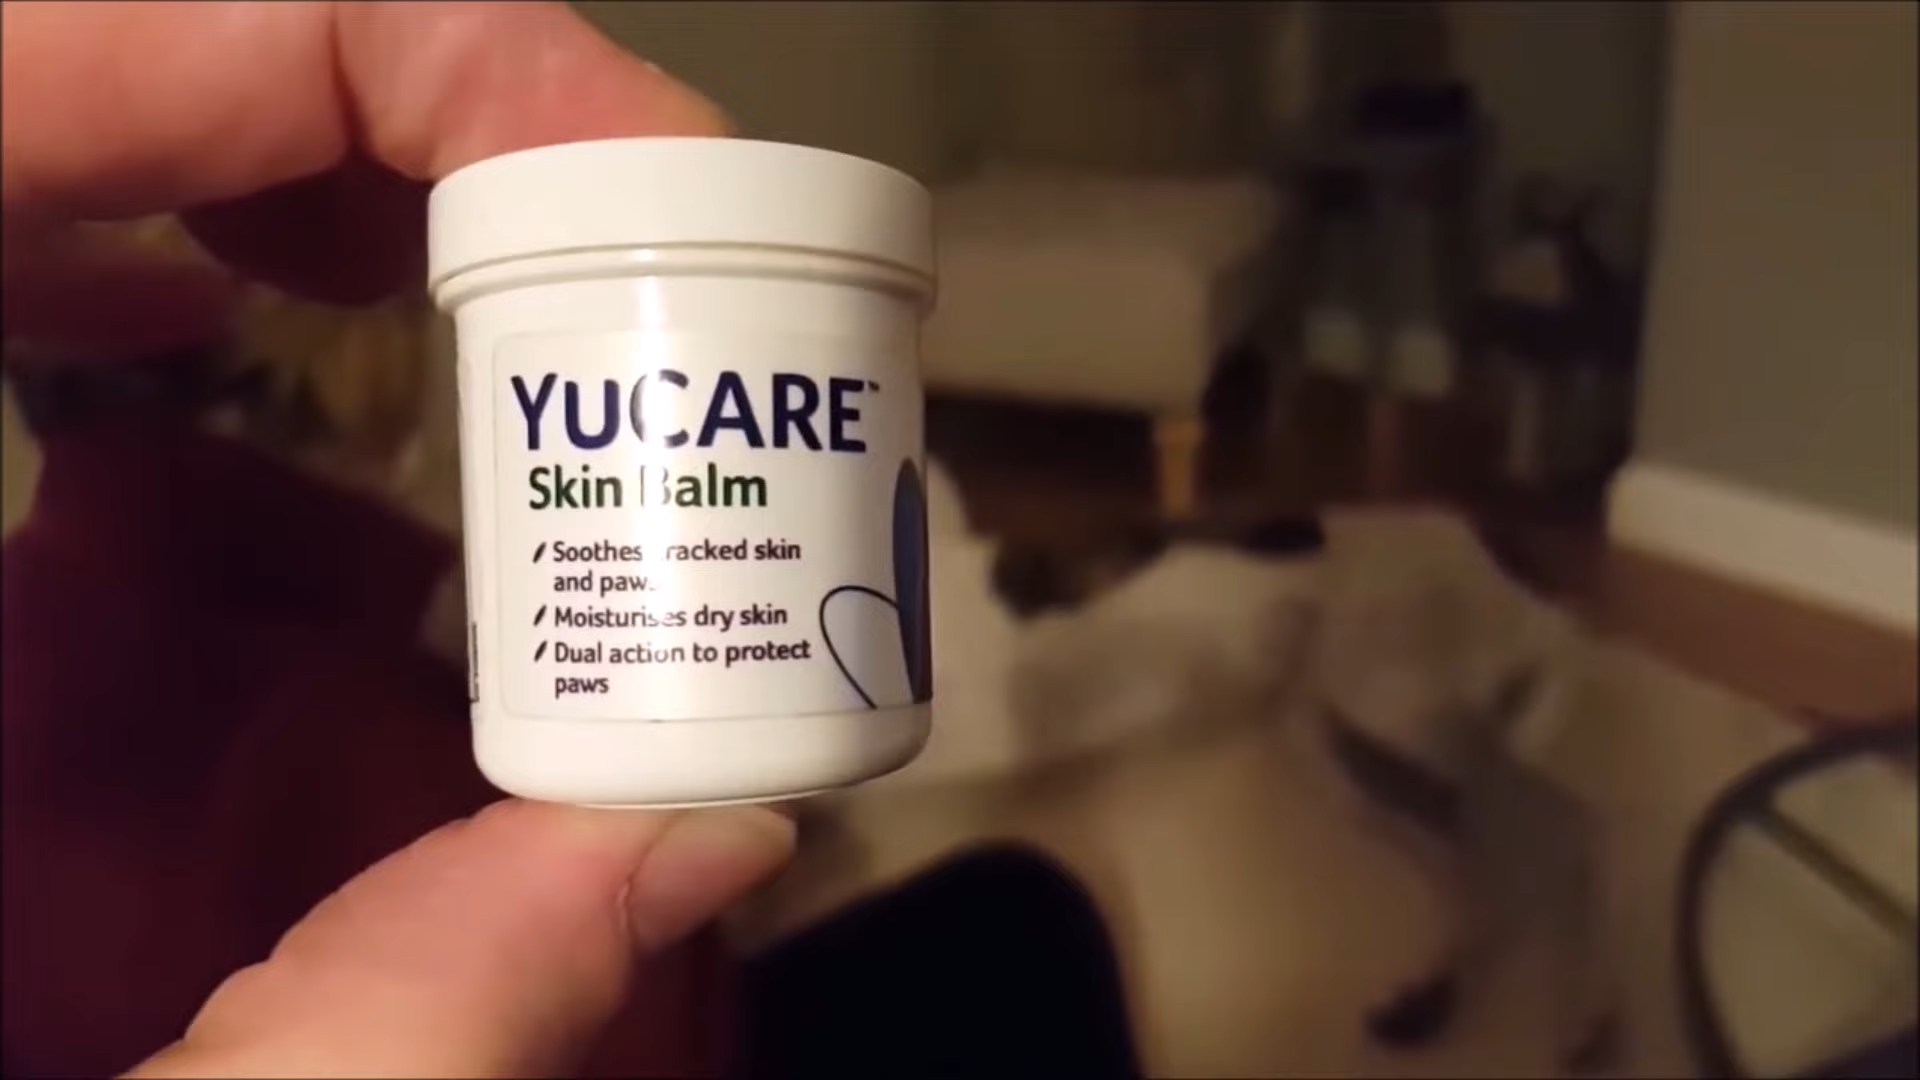 YuCARE™
Skin Balm
Soothes cracked skin
and paws
Moisturises dry skin
Dual action to protect
paws